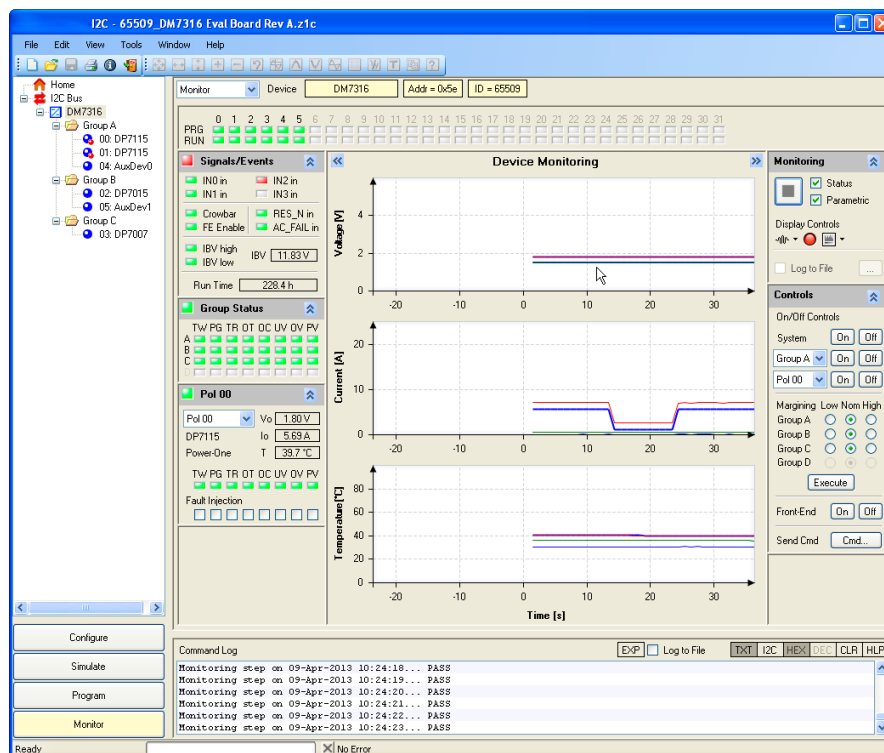 I2C - 65509_DM7316 Eval Board Rev A.z1c
File Edit View Tools Window Help
Home
I2C Bus
DM7316
Group A
00: DP7115
01: DP7115
04: AuxDev0
Group B
02: DP7015
05: AuxDev1
Group C
03: DP7007
Configure
Simulate
Program
Monitor
Monitor Device DM7316 Addr = 0x5e ID = 65509
0 1 2 3 4 5 6 7 8 9 10 11 12 13 14 15 16 17 18 19 20 21 22 23 24 25 26 27 28 29 30 31
PRG
RUN
Signals/Events
IN0 in IN2 in
IN1 in IN3 in
Crowbar RES_N in
FE Enable AC_FAIL in
IBV high
IBV low
IBV 11.83 V
Run Time 228.4 h
Group Status
TW PG TR OT OC UV OV PV
A
B
C
D
Pol 00
Pol 00 Vo 1.80 V
DP7115 Io 5.69 A
Power-One T 39.7 °C
TW PG TR OT OC UV OV PV
Fault Injection
Device Monitoring
Voltage [V]
4
2
0
-20 -10 0 10 20 30
Current [A]
20
10
0
-20 -10 0 10 20 30
Temperature [°C]
80
60
40
20
0
-20 -10 0 10 20 30
Time [s]
Monitoring
Status
Parametric
Display Controls
Log to File ...
Controls
On/Off Controls
System On Off
Group A On Off
Pol 00 On Off
Margining Low Nom High
Group A
Group B
Group C
Group D
Execute
Front-End On Off
Send Cmd Cmd...
Command Log EXP Log to File TXT I2C HEX DEC CLR HLP
Monitoring step on 09-Apr-2013 10:24:18... PASS
Monitoring step on 09-Apr-2013 10:24:19... PASS
Monitoring step on 09-Apr-2013 10:24:20... PASS
Monitoring step on 09-Apr-2013 10:24:21... PASS
Monitoring step on 09-Apr-2013 10:24:22... PASS
Monitoring step on 09-Apr-2013 10:24:23... PASS
Ready No Error